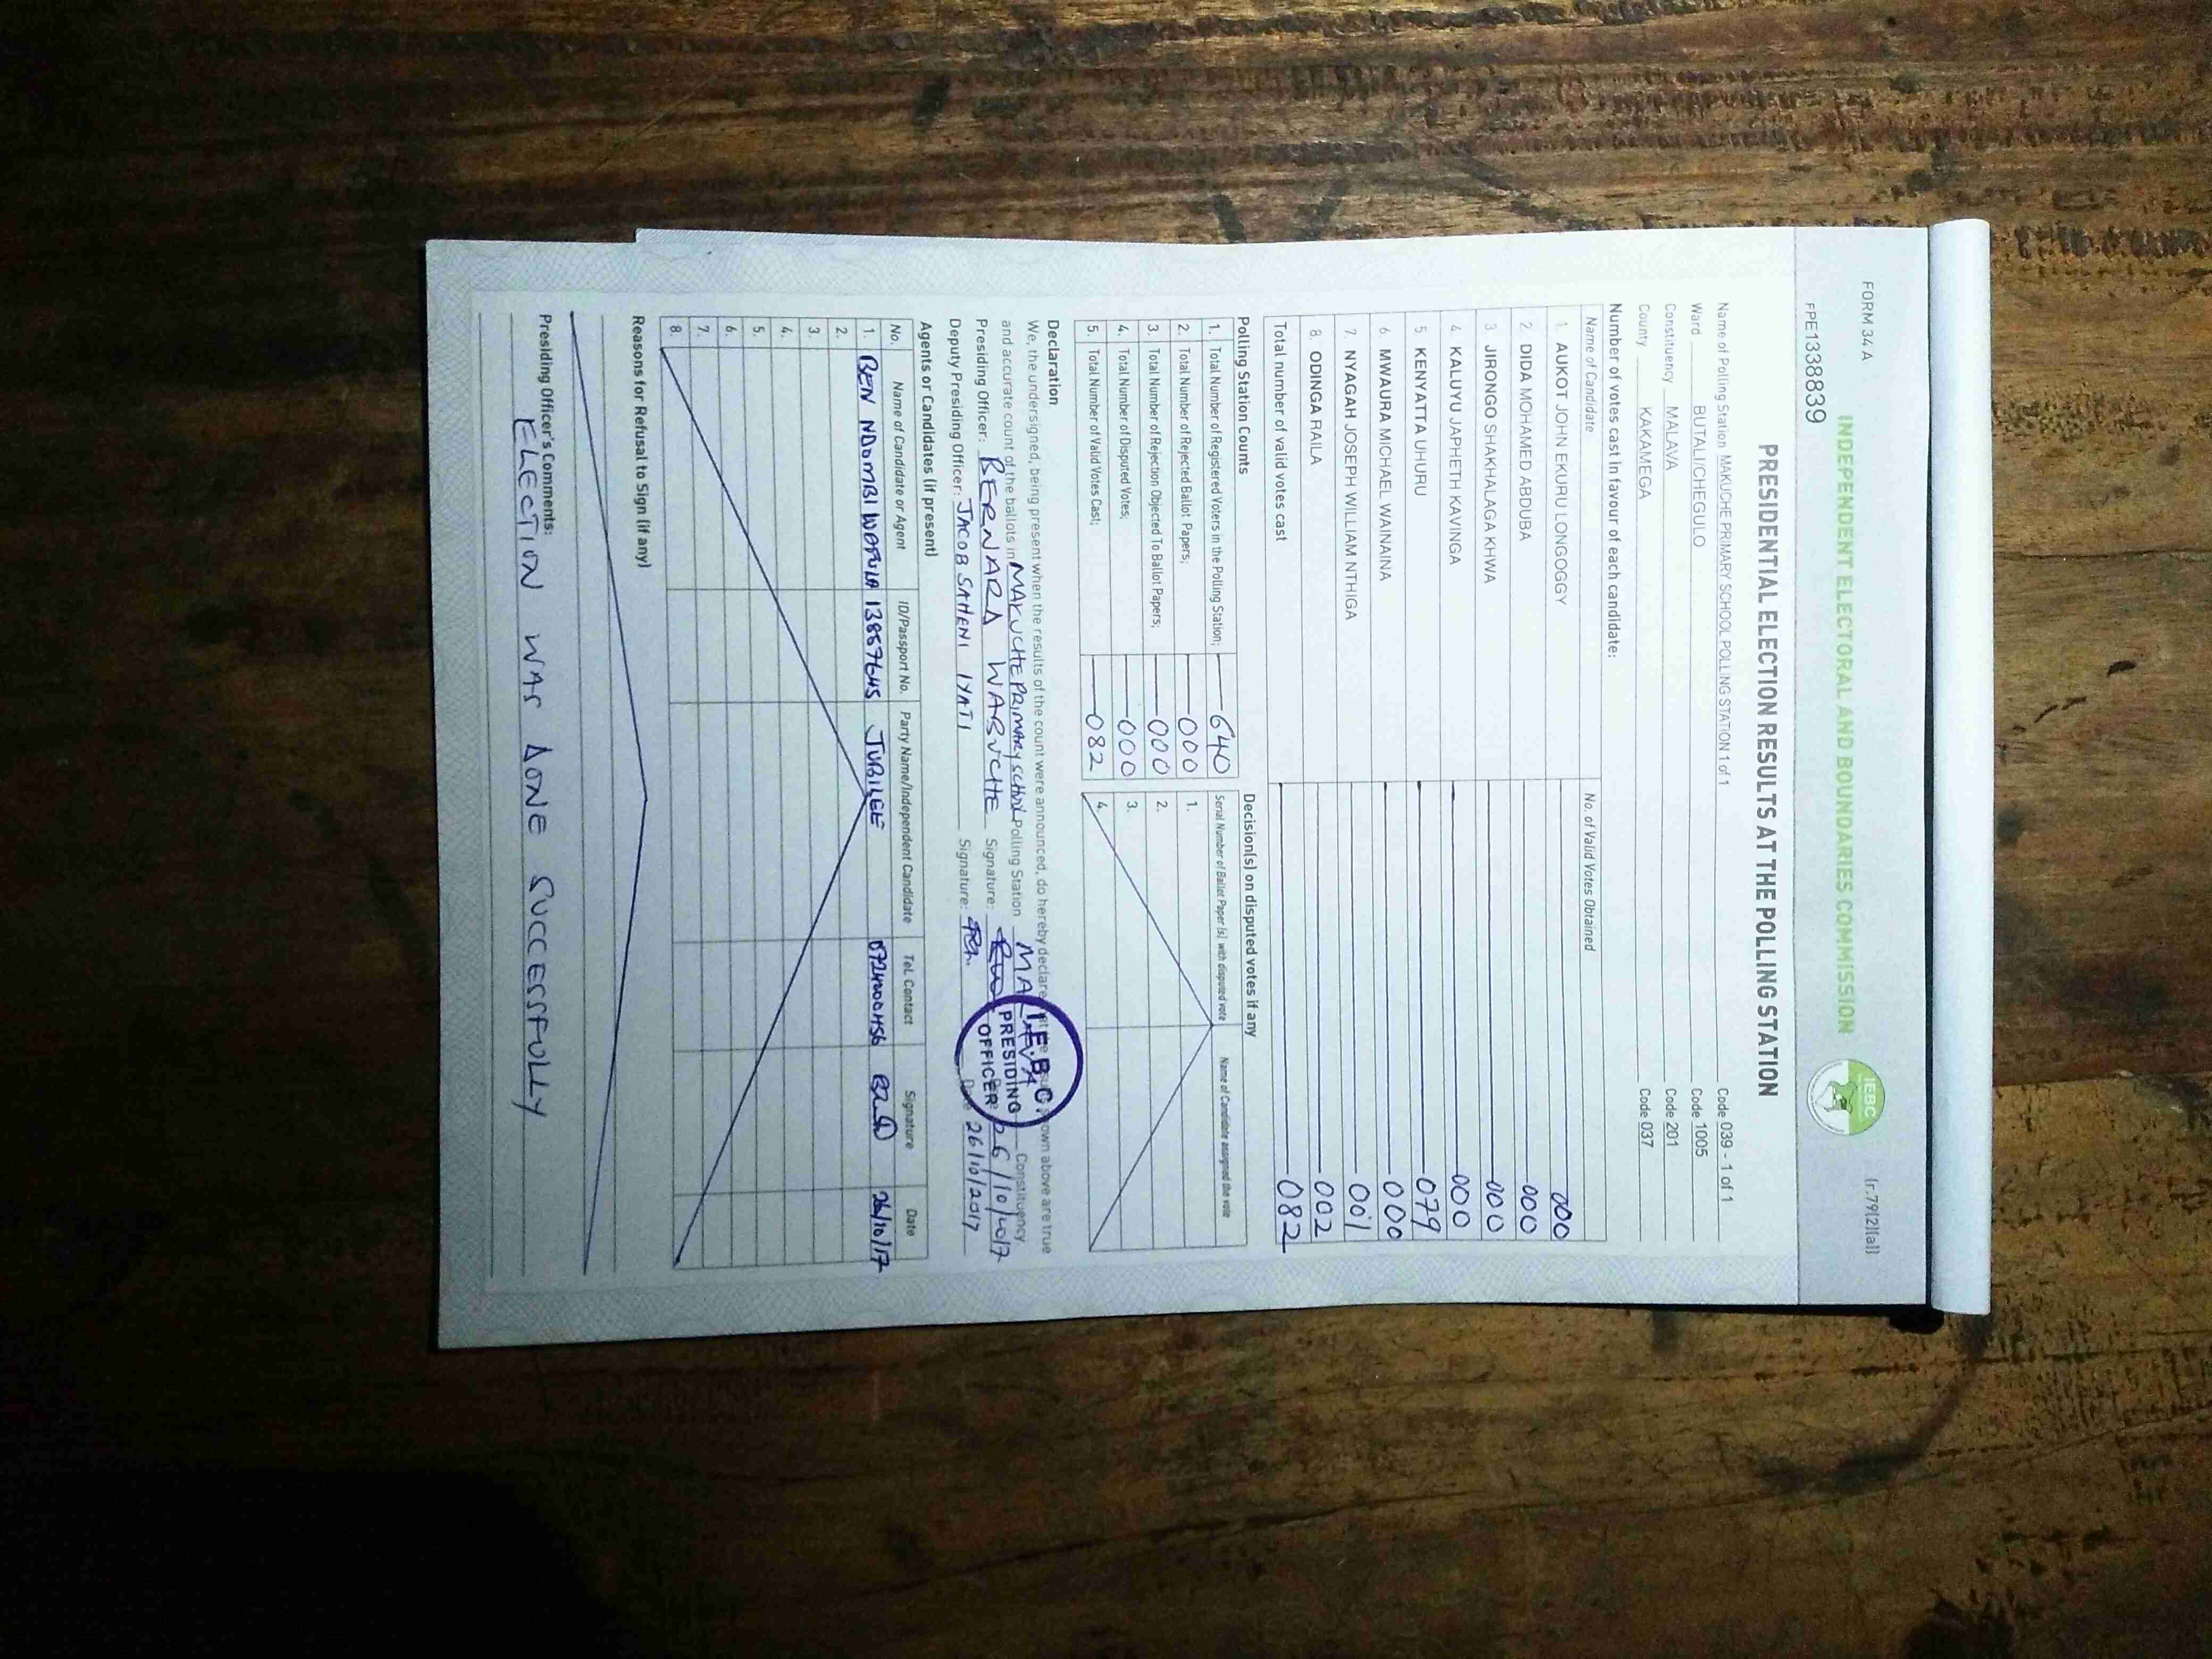 FORM 34 A
(r.79(2)(a))
INDEPENDENT ELECTORAL AND BOUNDARIES COMMISSION
IEBC
FPE1338839
PRESIDENTIAL ELECTION RESULTS AT THE POLLING STATION
Name of Polling Station MAKUCHE PRIMARY SCHOOL POLLING STATION 1 of 1 Code 039 - 1 of 1
Ward BUTALI/CHEGULO Code 1005
Constituency MALAVA Code 201
County KAKAMEGA Code 037
Number of votes cast in favour of each candidate:
Name of Candidate No. of Valid Votes Obtained
1. AUKOT JOHN EKURU LONGOGGY 000
2 DIDA MOHAMED ABDUBA 000
3 JIRONGO SHAKHALAGA KHWA 000
4 KALUYU JAPHETH KAVINGA 000
5 KENYATTA UHURU 079
6 MWAURA MICHAEL WAINAINA 000
7. NYAGAH JOSEPH WILLIAM NTHIGA 001
8. ODINGA RAILA 002
Total number of valid votes cast 082
Polling Station Counts
1. Total Number of Registered Voters in the Polling Station; 640
2. Total Number of Rejected Ballot Papers; 000
3. Total Number of Rejection Objected To Ballot Papers; 000
4. Total Number of Disputed Votes; 000
5. Total Number of Valid Votes Cast; 082
Decision(s) on disputed votes if any
Serial Number of Ballot Paper (s) with disputed vote Name of Candidate assigned the vote
1.
2.
3.
4.
Declaration
We, the undersigned, being present when the results of the count were announced, do hereby declare own above are true
and accurate count of the ballots in MAKUCHE PRIMARY SCHOOL Polling Station Constituency.
Presiding Officer: BERNARD WABUCHE Signature: 26/10/2017
Deputy Presiding Officer: JACOB SAHENI IYATI Signature: Date 26/10/2017
I.E.B.C.
PRESIDING
OFFICER
Agents or Candidates (if present)
No. Name of Candidate or Agent ID/Passport No. Party Name/Independent Candidate Tel. Contact Signature Date
1. BEN NDOMBI WAFULA 13857645 JUBILEE 0724000456 26/10/17
2.
3.
4.
5.
6.
7.
8.
Reasons for Refusal to Sign (if any)
Presiding Officer's Comments:
ELECTION WAS DONE SUCCESSFULLY